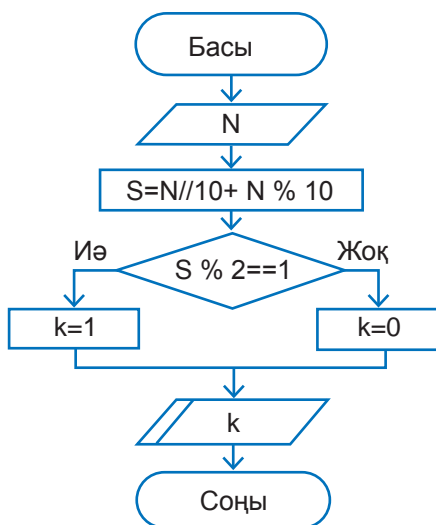 Басы
N
S=N//10+ N % 10
Иә
Жоқ
S % 2==1
k=1
k=0
k
Соңы